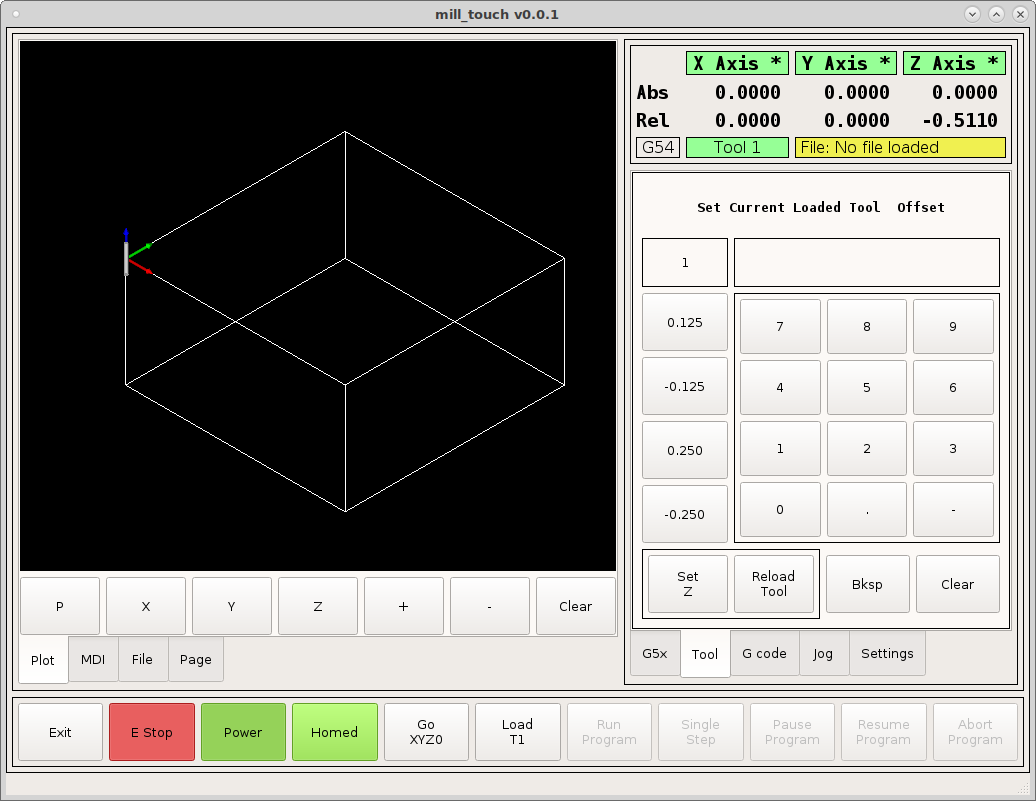 mill_touch v0.0.1
X Axis * Y Axis * Z Axis *
Abs 0.0000 0.0000 0.0000
Rel 0.0000 0.0000 -0.5110
G54 Tool 1 File: No file loaded
Set Current Loaded Tool Offset
1
0.125
-0.125
0.250
-0.250
7 8 9
4 5 6
1 2 3
0 . -
Set
Z
Reload
Tool
Bksp
Clear
P X Y Z + - Clear
Plot MDI File Page
G5x Tool G code Jog Settings
Exit
E Stop
Power
Homed
Go
XYZ0
Load
T1
Run
Program
Single
Step
Pause
Program
Resume
Program
Abort
Program